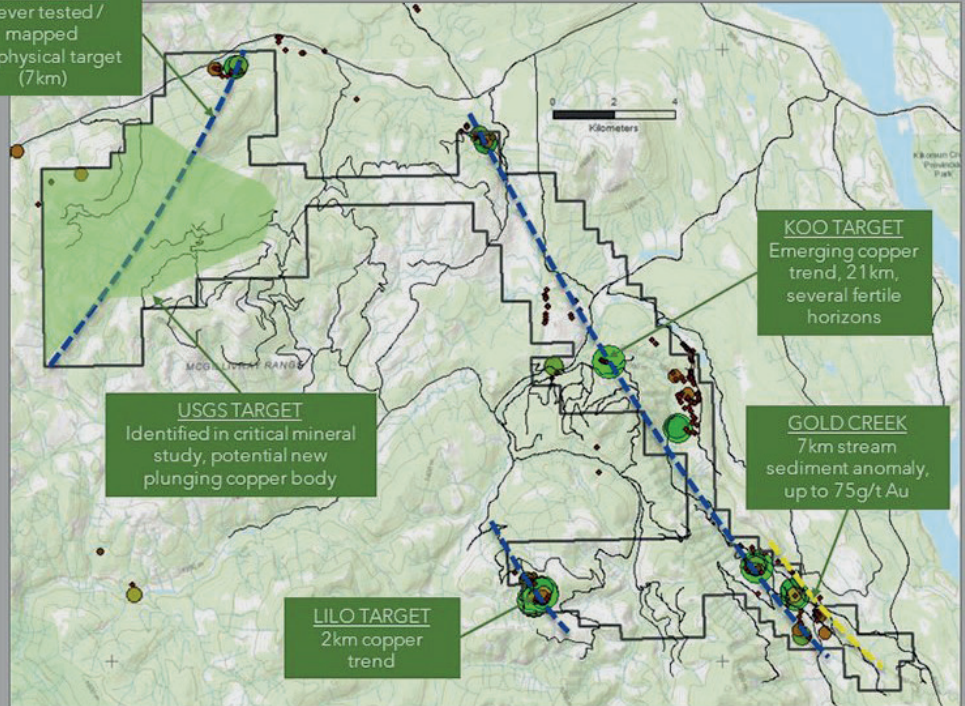 ever tested /
mapped
physical target
(7km)
0 2 4
Kilometers
Provincial
Park
KOO TARGET
Emerging copper
trend, 21km,
several fertile
horizons
RANGE
USGS TARGET
Identified in critical mineral
study, potential new
plunging copper body
GOLD CREEK
7km stream
sediment anomaly,
up to 75g/t Au
LILO TARGET
2km copper
trend